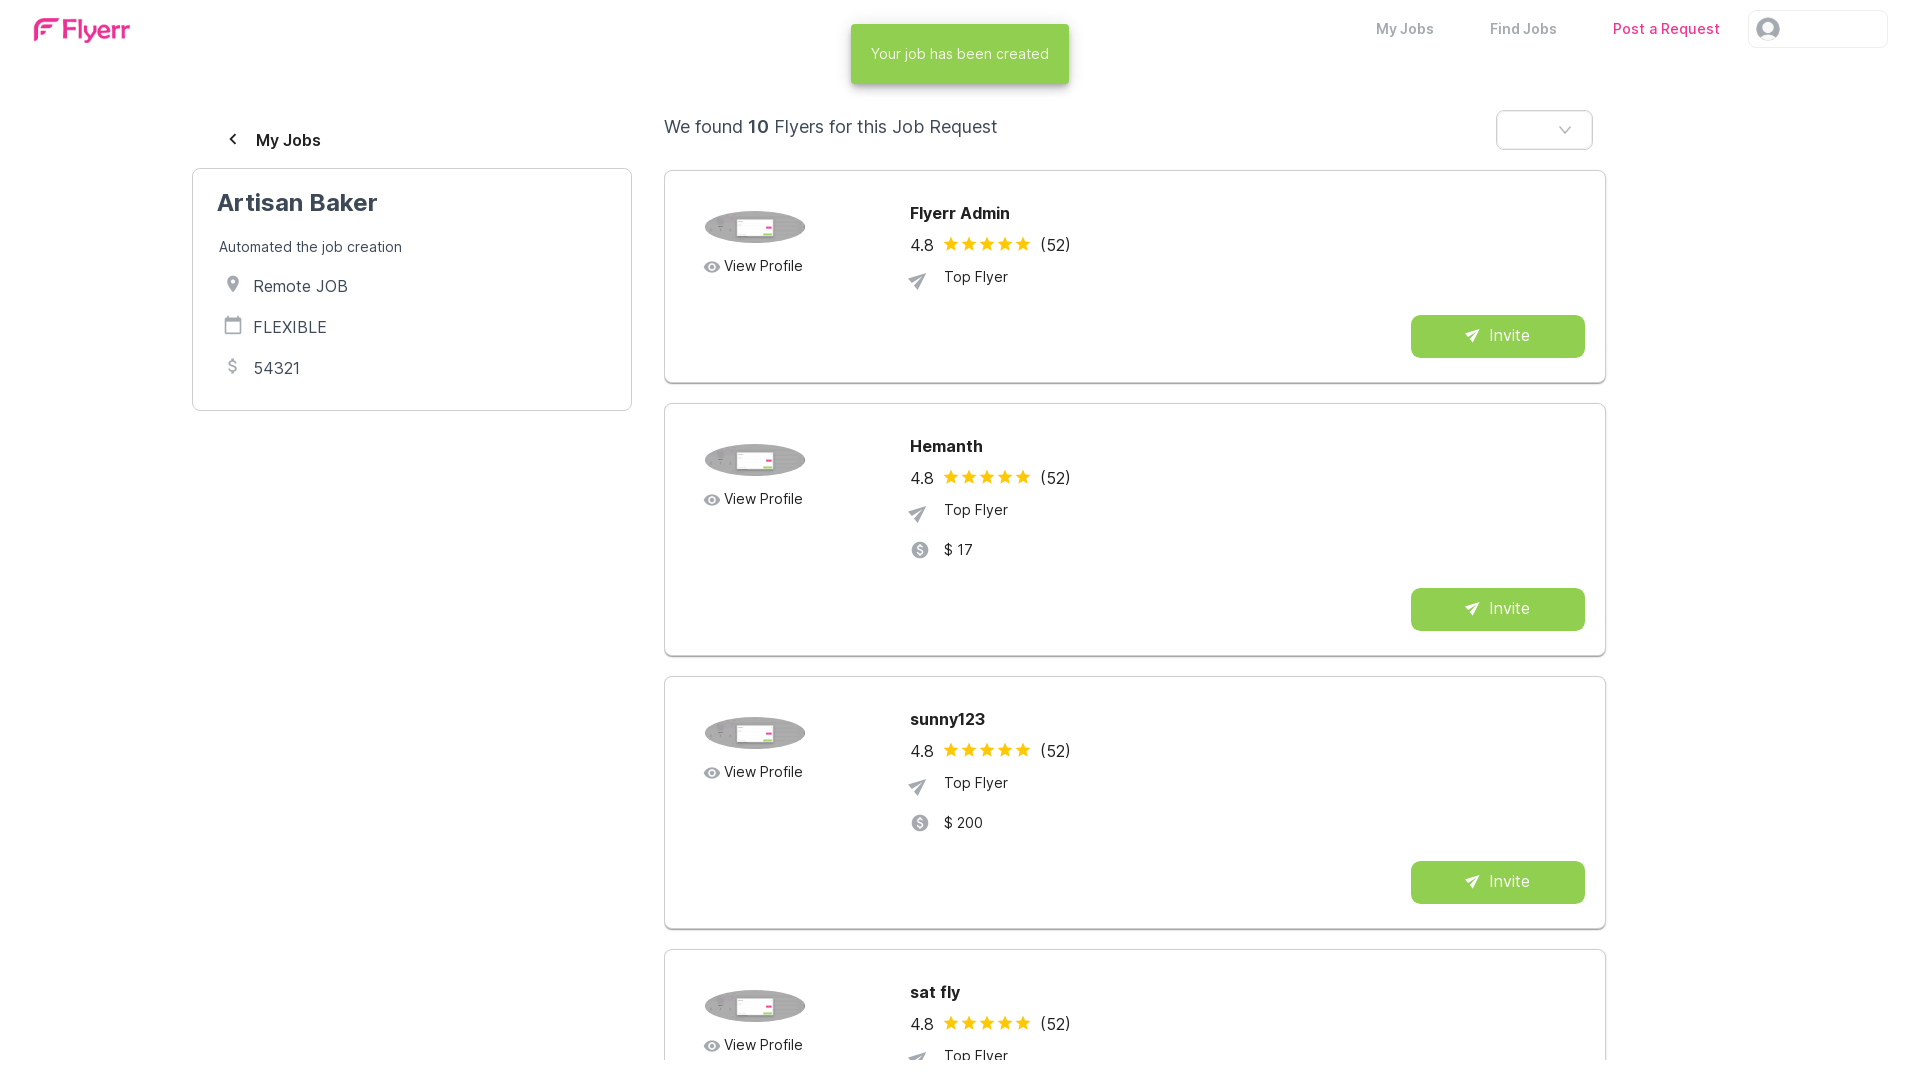 Flyerr
My Jobs
Find Jobs
Post a Request
Your job has been created
My Jobs
Artisan Baker
Automated the job creation
Remote JOB
FLEXIBLE
54321
We found 10 Flyers for this Job Request
Flyerr Admin
4.8 (52)
View Profile
Top Flyer
Invite
Hemanth
4.8 (52)
View Profile
Top Flyer
$ 17
Invite
sunny123
4.8 (52)
View Profile
Top Flyer
$ 200
Invite
sat fly
4.8 (52)
View Profile
Top Flyer